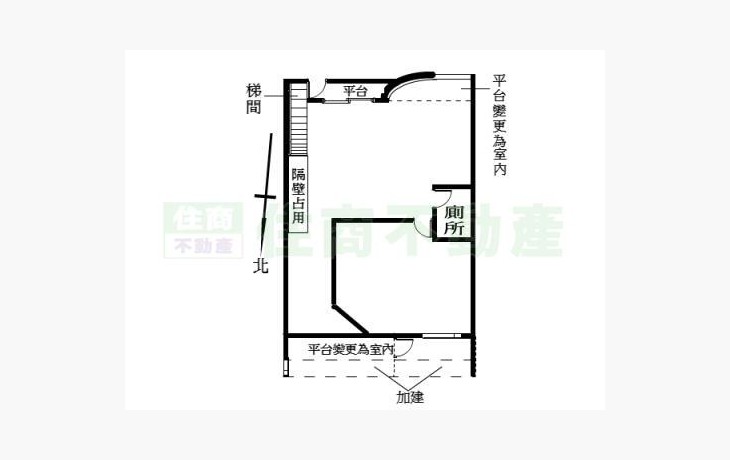 梯間
平台
平台變更為室內
隔壁占用
廁所
住商
不動產
住商不動產
北
平台變更為室內
加建